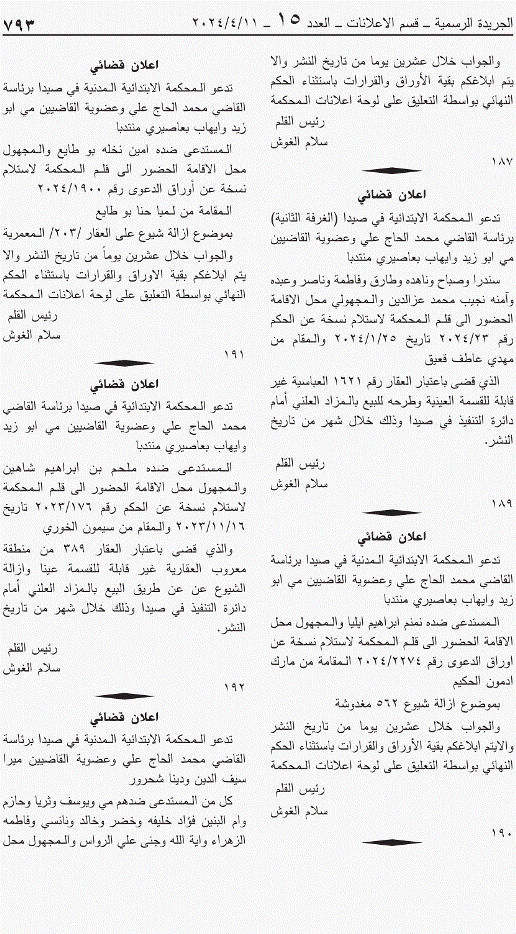 الجريدة الرسمية ــ قسم الاعلانات ــ العدد ١٥ ــ ٢٠٢٤/٤/١١
٧٩٣
والجواب خلال عشرين يوما من تاريخ النشر والا
يتم ابلاغكم بقية الأوراق والقرارات باستثناء الحكم
النهائي بواسطة التعليق على لوحة اعلانات المحكمة
رئيس القلم
سلام الغوش
١٨٧
اعلان قضائي
تدعو المحكمة الابتدائية في صيدا (الغرفة الثانية)
برئاسة القاضي محمد الحاج علي وعضوية القاضيين
مي ابو زيد وايهاب بعاصيري منتدبا
سندرا وصباح وناهده وطارق وفاطمة وناصر وعبده
وآمنه نجيب محمد عزالدين والمجهولي محل الاقامة
الحضور الى قلم المحكمة لاستلام نسخة عن الحكم
رقم ٢٠٢٤/٢٣ تاريخ ٢٠٢٤/١/٢٥ والمقام من
مهدي عاطف قعيق
الذي قضى باعتبار العقار رقم ١٦٢١ العباسية غير
قابلة للقسمة العينية وطرحه للبيع بالمزاد العلني أمام
دائرة التنفيذ في صيدا وذلك خلال شهر من تاريخ
النشر.
رئيس القلم
سلام الغوش
١٨٩
اعلان قضائي
تدعو المحكمة الابتدائية المدنية في صيدا برئاسة
القاضي محمد الحاج علي وعضوية القاضيين مي ابو
زيد وايهاب بعاصيري منتدبا
المستدعى ضده نمنم ابراهيم ايليا والمجهول محل
الاقامة الحضور الى قلم المحكمة لاستلام نسخة عن
اوراق الدعوى رقم ٢٠٢٤/٢٢٧٤ المقامة من مارك
ادمون الحكيم
بموضوع ازالة شيوع ٥٦٢ مغدوشة
والجواب خلال عشرين يوما من تاريخ النشر
والايتم ابلاغكم بقية الأوراق والقرارات باستثناء الحكم
النهائي بواسطة التعليق على لوحة اعلانات المحكمة
رئيس القلم
سلام الغوش
١٩٠
اعلان قضائي
تدعو المحكمة الابتدائية المدنية في صيدا برئاسة
القاضي محمد الحاج علي وعضوية القاضيين مي ابو
زيد وايهاب بعاصيري منتدبا
المستدعى ضده امين نخله بو طايع والمجهول
محل الاقامة الحضور الى قلم المحكمة لاستلام
نسخة عن أوراق الدعوى رقم ٢٠٢٤/١٩٠٠
المقامة من لميا حنا بو طايع
بموضوع ازالة شيوع على العقار /٢٠٣/ المعمرية
والجواب خلال عشرين يوماً من تاريخ النشر والا
يتم ابلاغكم بقية الاوراق والقرارات باستثناء الحكم
النهائي بواسطة التعليق على لوحة اعلانات المحكمة
رئيس القلم
سلام الغوش
١٩١
اعلان قضائي
تدعو المحكمة الابتدائية في صيدا برئاسة القاضي
محمد الحاج علي وعضوية القاضيين مي ابو زيد
وايهاب بعاصيري منتدبا
المستدعى ضده ملحم بن ابراهيم شاهين
والمجهول محل الاقامة الحضور الى قلم المحكمة
لاستلام نسخة عن الحكم رقم ٢٠٢٣/١٧٦ تاريخ
٢٠٢٣/١١/١٦ والمقام من سيمون الخوري
والذي قضى باعتبار العقار ٣٨٩ من منطقة
معروب العقارية غير قابلة للقسمة عينا وازالة
الشيوع عن عن طريق البيع بالمزاد العلني أمام
دائرة التنفيذ في صيدا وذلك خلال شهر من تاريخ
النشر.
رئيس القلم
سلام الغوش
١٩٢
اعلان قضائي
تدعو المحكمة الابتدائية المدنية في صيدا برئاسة
القاضي محمد الحاج علي وعضوية القاضيين ميرا
سيف الدين ودينا شحرور
كل من المستدعى ضدهم مي ويوسف وثريا وحازم
وام البنين فؤاد خليفه وخضر وخالد ونانسي وفاطمه
الزهراء واية الله وجنى علي الرواس والمجهول محل